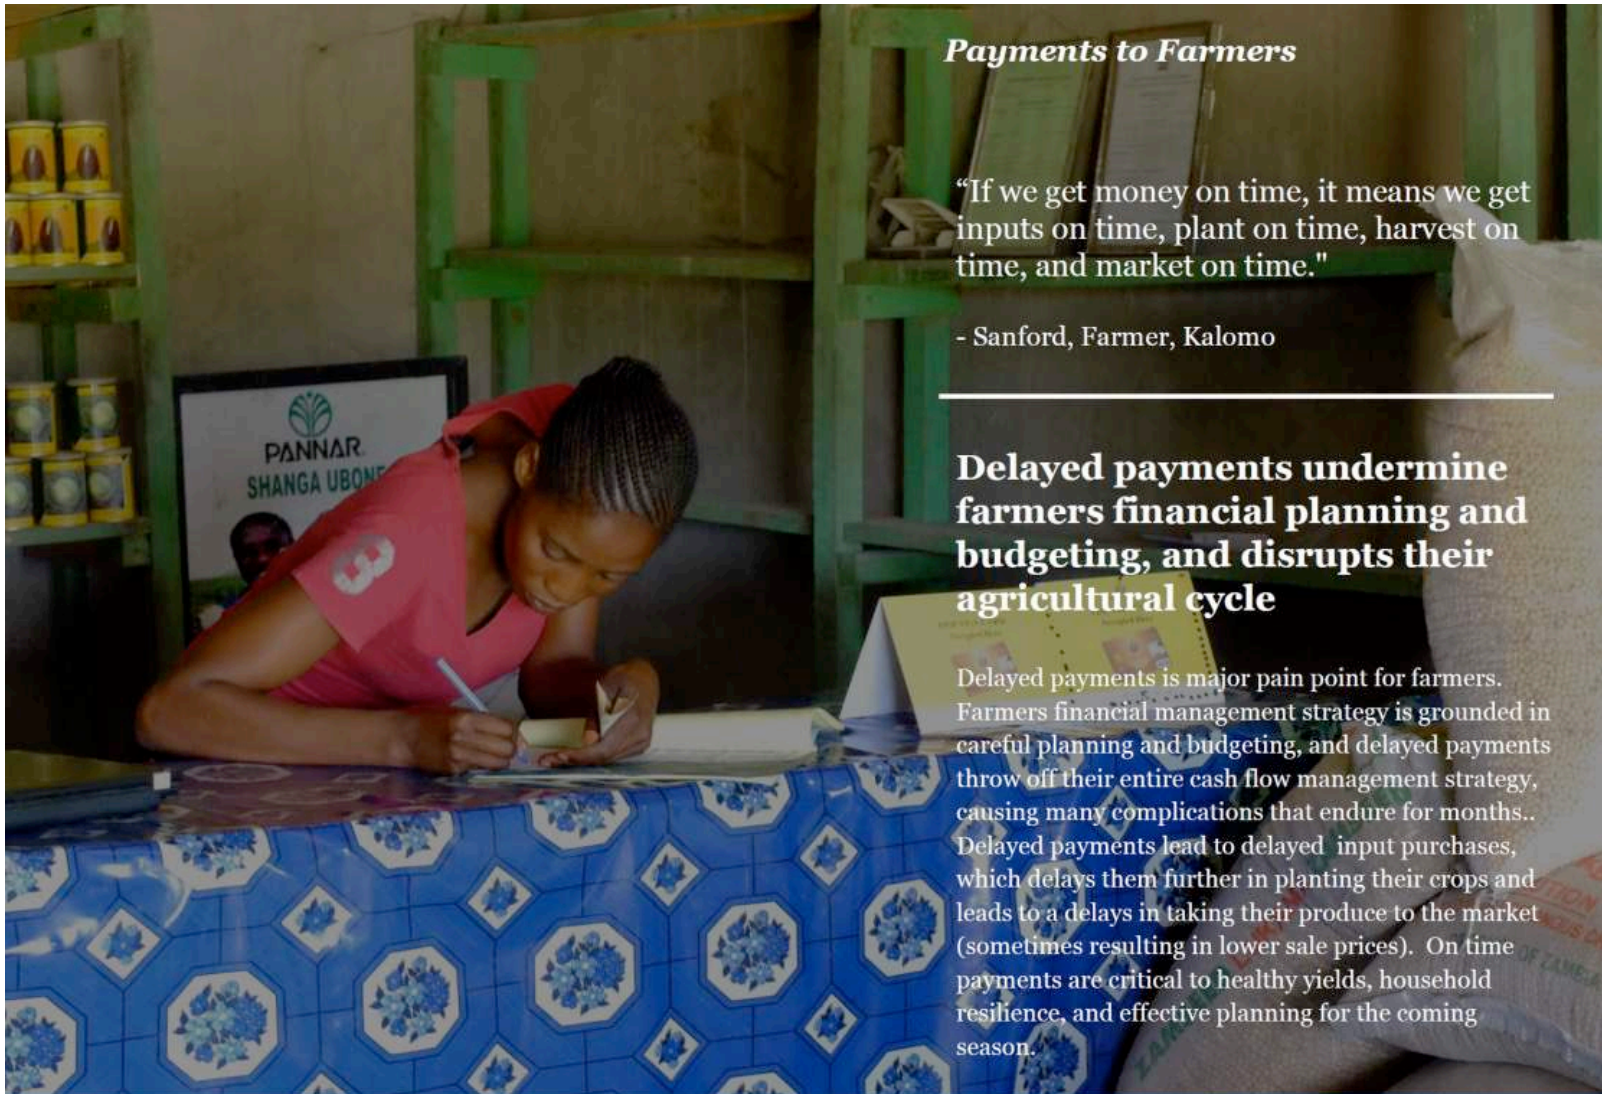 Payments to Farmers
“If we get money on time, it means we get
inputs on time, plant on time, harvest on
time, and market on time."
- Sanford, Farmer, Kalomo
Delayed payments undermine
farmers financial planning and
budgeting, and disrupts their
agricultural cycle
Delayed payments is major pain point for farmers.
Farmers financial management strategy is grounded in
careful planning and budgeting, and delayed payments
throw off their entire cash flow management strategy,
causing many complications that endure for months..
Delayed payments lead to delayed  input purchases,
which delays them further in planting their crops and
leads to a delays in taking their produce to the market
(sometimes resulting in lower sale prices).  On time
payments are critical to healthy yields, household
resilience, and effective planning for the coming
season.
PANNAR
SHANGA UBONE
8
OF ZAMBIA